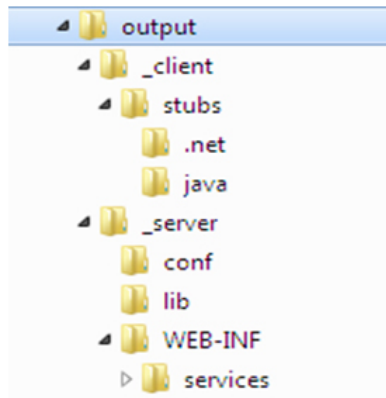 output
_client
stubs
.net
java
_server
conf
lib
WEB-INF
services